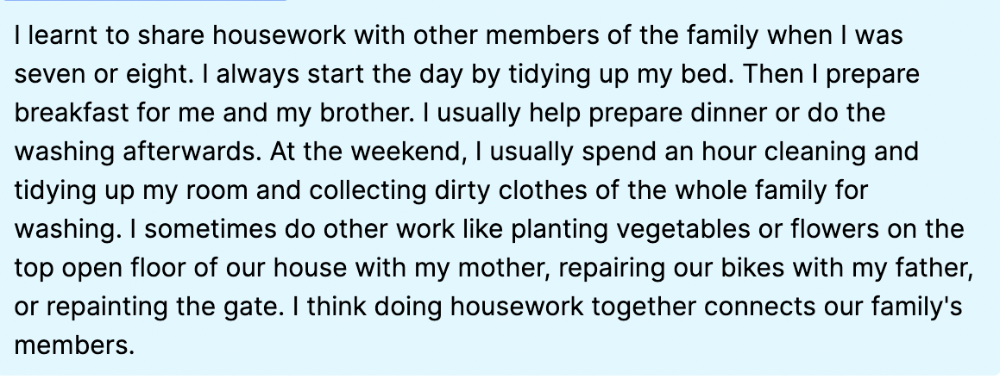 I learnt to share housework with other members of the family when I was
seven or eight. I always start the day by tidying up my bed. Then I prepare
breakfast for me and my brother. I usually help prepare dinner or do the
washing afterwards. At the weekend, I usually spend an hour cleaning and
tidying up my room and collecting dirty clothes of the whole family for
washing. I sometimes do other work like planting vegetables or flowers on the
top open floor of our house with my mother, repairing our bikes with my father,
or repainting the gate. I think doing housework together connects our family's
members.